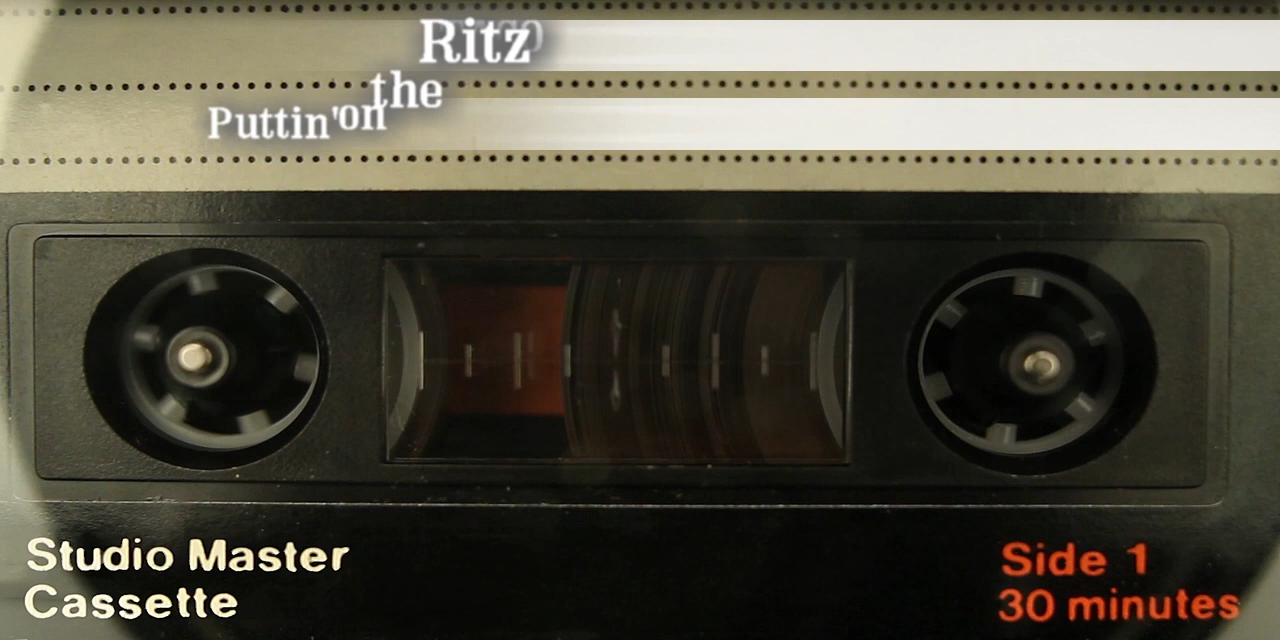 Puttin' on the Ritz
Studio Master
Cassette
Side 1
30 minutes